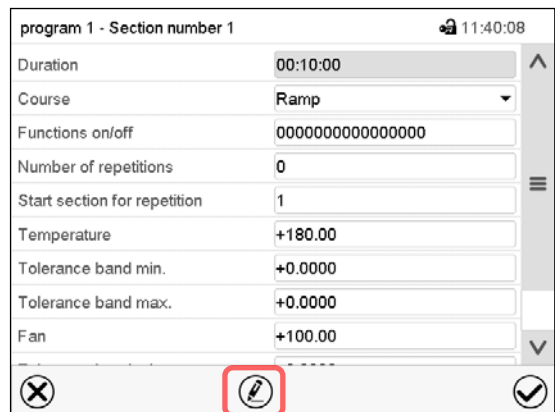 program 1 - Section number 1 11:40:08
Duration 00:10:00
Course Ramp
Functions on/off 0000000000000000
Number of repetitions 0
Start section for repetition 1
Temperature +180.00
Tolerance band min. +0.0000
Tolerance band max. +0.0000
Fan +100.00